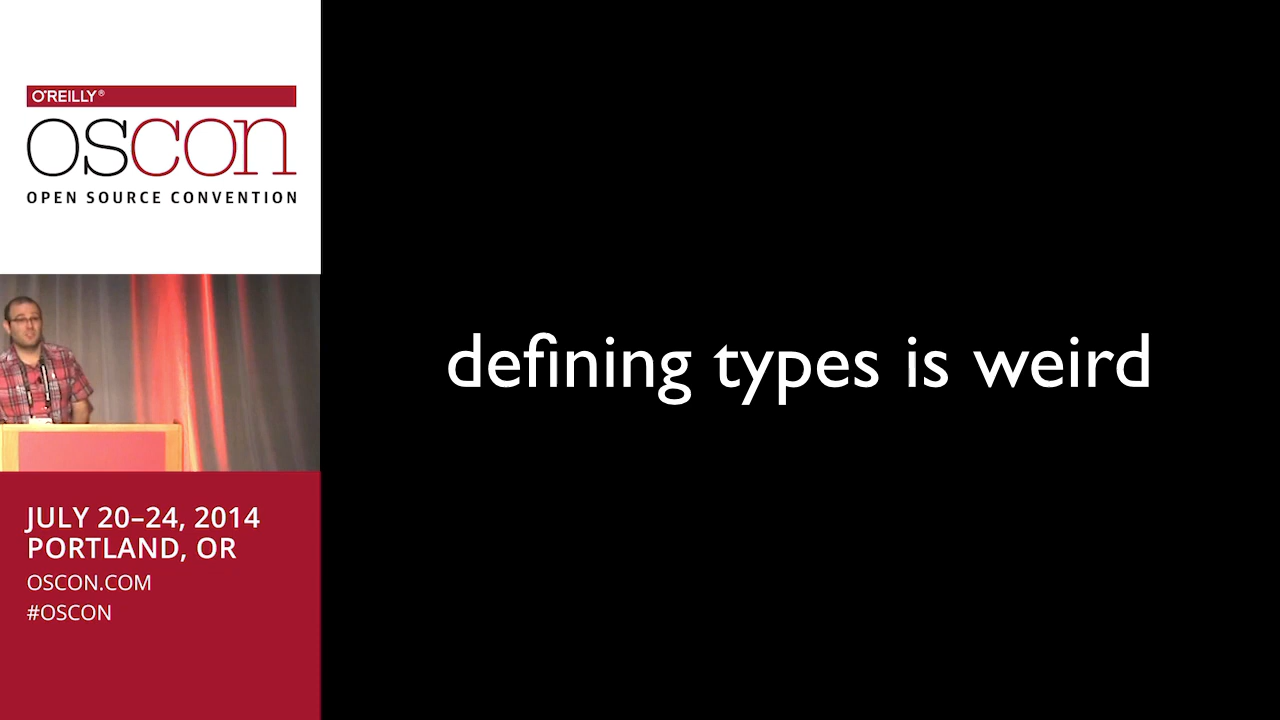 O'REILLY®
oscon
OPEN SOURCE CONVENTION
defining types is weird
JULY 20–24, 2014
PORTLAND, OR
OSCON.COM
#OSCON